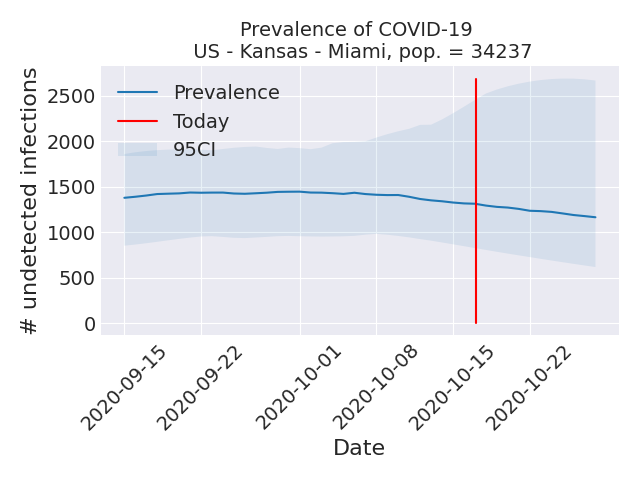 Prevalence of COVID-19
US - Kansas - Miami, pop. = 34237
# undetected infections
2500
2000
1500
1000
500
0
Prevalence
Today
95CI
2020-09-15
2020-09-22
2020-10-01
2020-10-08
2020-10-15
2020-10-22
Date